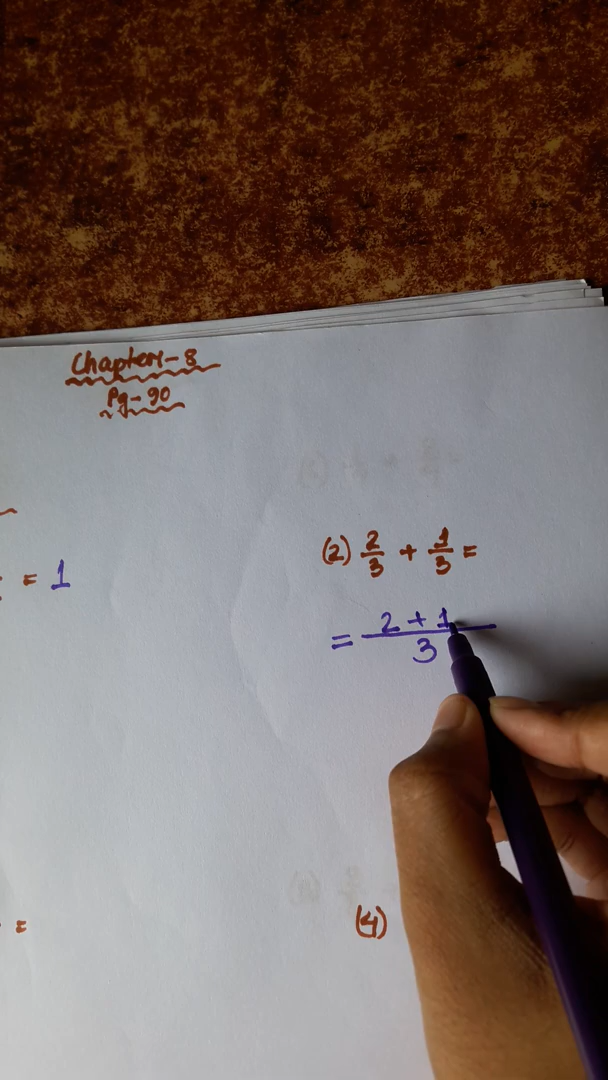 Chapter-8
Pg-90
= 1
(2) 2/3 + 1/3 =
= 2+1/3
=
(4)